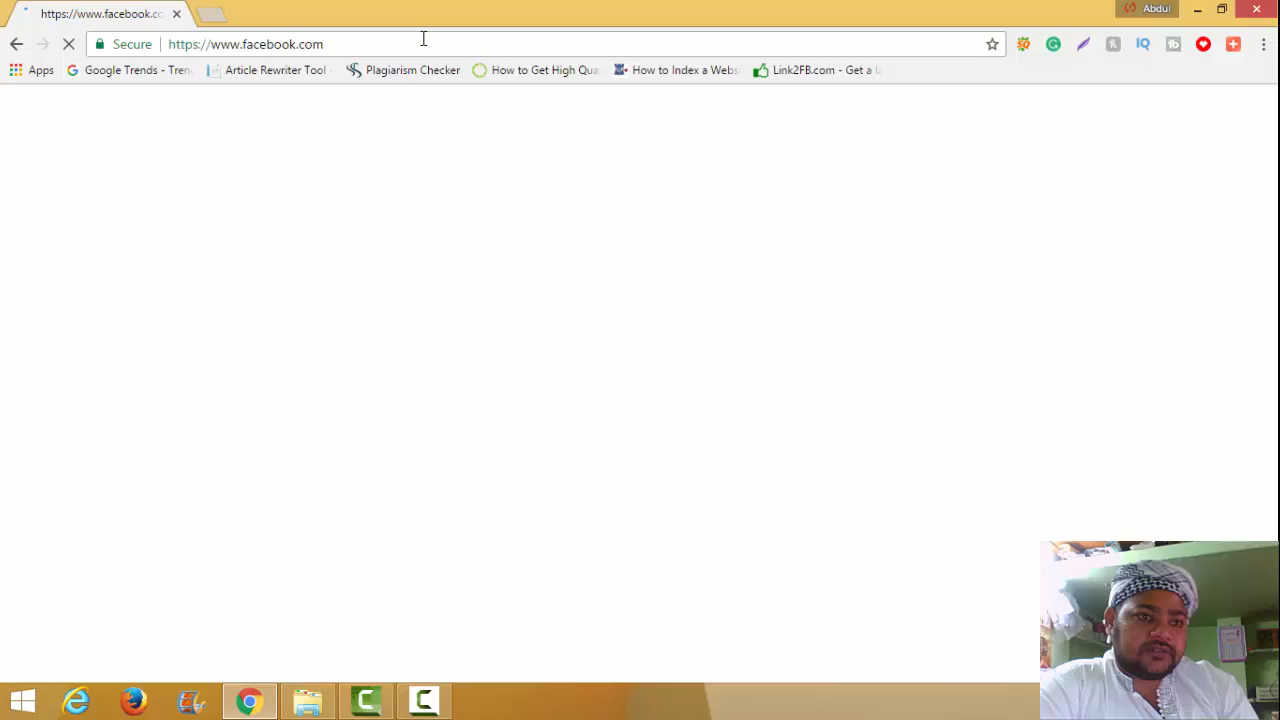 https://www.facebook.co
Abdul
Secure
https://www.facebook.com
Apps
Google Trends - Tren
Article Rewriter Tool -
Plagiarism Checker
How to Get High Qua
How to Index a Webs
Link2FB.com - Get a l